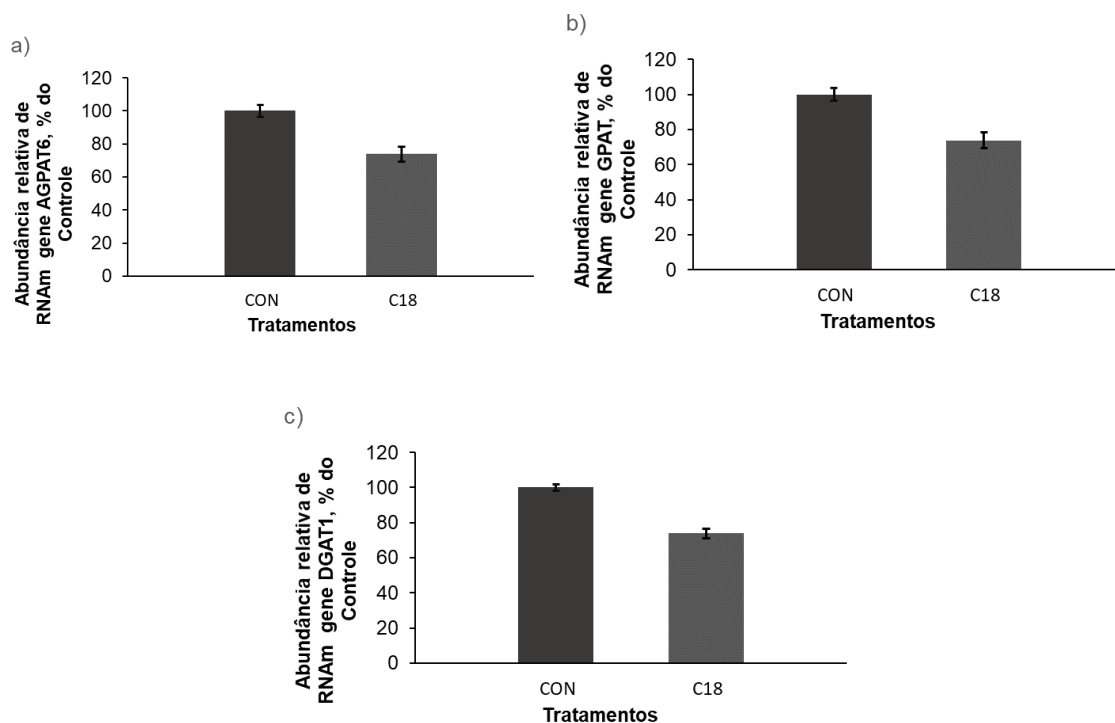 a)
Abundância relativa de
RNAm gene AGPAT6, % do
Controle
120
100
80
60
40
20
0
CON
C18
Tratamentos
b)
Abundância relativa de
RNAm gene GPAT, % do
Controle
120
100
80
60
40
20
0
CON
C18
Tratamentos
c)
Abundância relativa de
RNAm gene DGAT1, % do
Controle
120
100
80
60
40
20
0
CON
C18
Tratamentos